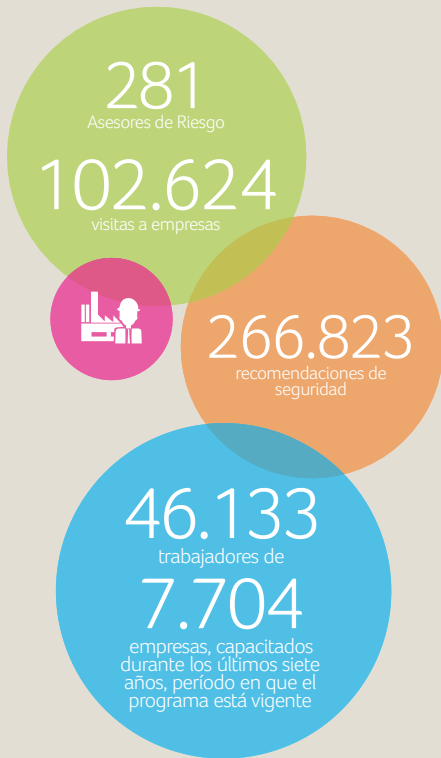 281
Asesores de Riesgo
102.624
visitas a empresas
266.823
recomendaciones de
seguridad
46.133
trabajadores de
7.704
empresas, capacitados
durante los últimos siete
años, período en que el
programa está vigente